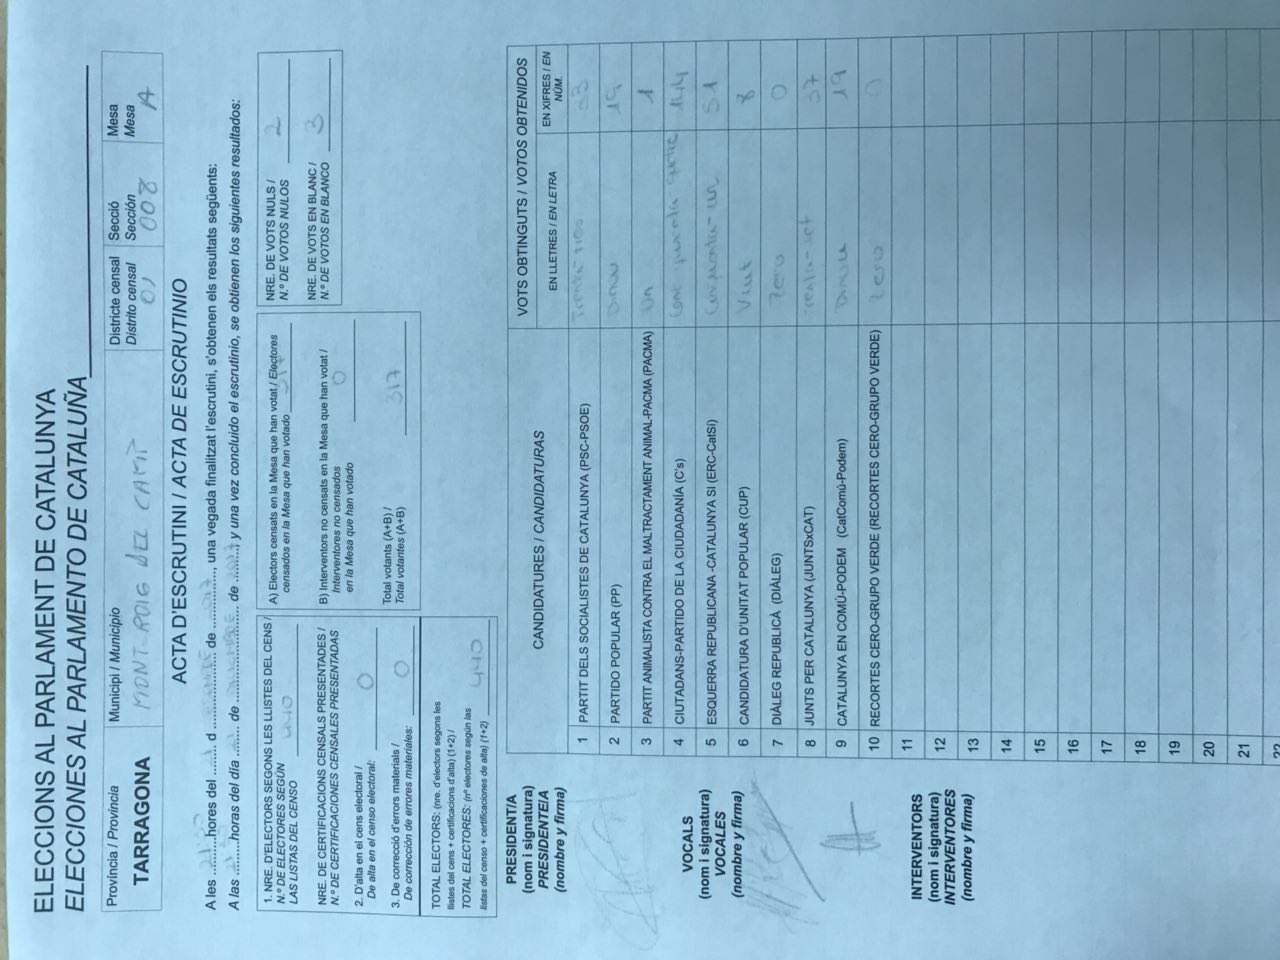 ELECCIONS AL PARLAMENT DE CATALUNYA
ELECCIONES AL PARLAMENTO DE CATALUÑA
Província / Provincia
TARRAGONA
Municipi / Municipio
MONT-ROIG DEL CAMP
Districte censal
Distrito censal
01
Secció
Sección
008
Mesa
Mesa
A
ACTA D'ESCRUTINI / ACTA DE ESCRUTINIO
A les ........hores del ........ d ................ de ............, una vegada finalitzat l'escrutini, s'obtenen els resultats següents:
A las ........horas del día ........ de ................ de ........, y una vez concluido el escrutinio, se obtienen los siguientes resultados:
1. NRE. D'ELECTORS SEGONS LES LLISTES DEL CENS /
N.º DE ELECTORES SEGÚN
LAS LISTAS DEL CENSO
440
NRE. DE CERTIFICACIONS CENSALS PRESENTADES /
N.º DE CERTIFICACIONES CENSALES PRESENTADAS
2. D'alta en el cens electoral /
De alta en el censo electoral:
0
3. De correcció d'errors materials /
De corrección de errores materiales:
0
TOTAL ELECTORS: (nre. d'electors segons les
llistes del cens + certificacions d'alta) (1+2) /
TOTAL ELECTORES: (nº electores según las
listas del censo + certificaciones de alta) (1+2)
440
A) Electors censats en la Mesa que han votat / Electores
censados en la Mesa que han votado
317
B) Interventors no censats en la Mesa que han votat /
Interventores no censados
en la Mesa que han votado
0
Total votants (A+B) /
Total votantes (A+B)
317
NRE. DE VOTS NULS /
N.º DE VOTOS NULOS
2
NRE. DE VOTS EN BLANC /
N.º DE VOTOS EN BLANCO
3
PRESIDENT/A
(nom i signatura)
PRESIDENTE/A
(nombre y firma)
VOCALS
(nom i signatura)
VOCALES
(nombre y firma)
INTERVENTORS
(nom i signatura)
INTERVENTORES
(nombre y firma)
CANDIDATURES / CANDIDATURAS
VOTS OBTINGUTS / VOTOS OBTENIDOS
EN LLETRES / EN LETRA
EN XIFRES / EN
NÚM.
1 PARTIT DELS SOCIALISTES DE CATALUNYA (PSC-PSOE) 33
2 PARTIDO POPULAR (PP) Dinou 19
3 PARTIT ANIMALISTA CONTRA EL MALTRACTAMENT ANIMAL-PACMA (PACMA) Un 1
4 CIUTADANS-PARTIDO DE LA CIUDADANÍA (C's) 144
5 ESQUERRA REPUBLICANA -CATALUNYA SÍ (ERC-CatSí) Cinquanta-un 51
6 CANDIDATURA D'UNITAT POPULAR (CUP) Vuit 8
7 DIÀLEG REPUBLICÀ (DIÀLEG) Zero 0
8 JUNTS PER CATALUNYA (JUNTSxCAT) Trenta-set 37
9 CATALUNYA EN COMÚ-PODEM (CatComú-Podem) Dinou 19
10 RECORTES CERO-GRUPO VERDE (RECORTES CERO-GRUPO VERDE) Zero 0
11
12
13
14
15
16
17
18
19
20
21
22